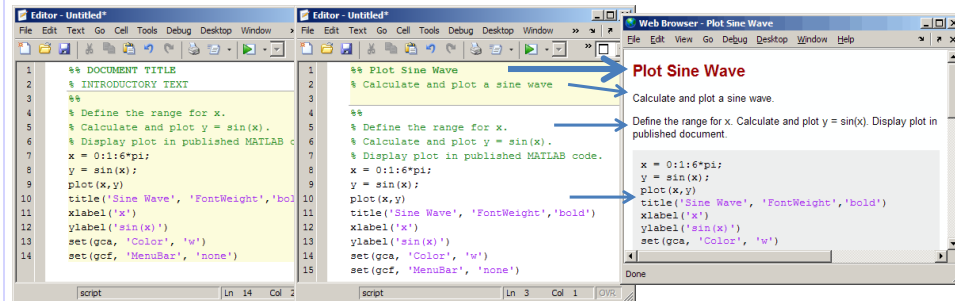 Editor - Untitled*
File Edit Text Go Cell Tools Debug Desktop Window »
1 %% DOCUMENT TITLE
2 % INTRODUCTORY TEXT
3 %%
4 % Define the range for x.
5 % Calculate and plot y = sin(x).
6 % Display plot in published MATLAB c
7 x = 0:1:6*pi;
8 y = sin(x);
9 plot(x,y)
10 title('Sine Wave', 'FontWeight','bol
11 xlabel('x')
12 ylabel('sin(x)')
13 set(gca, 'Color', 'w')
14 set(gcf, 'MenuBar', 'none')
script Ln 14 Col 2
Editor - Untitled*
File Edit Text Go Cell Tools Debug Desktop Window »
1 %% Plot Sine Wave
2 % Calculate and plot a sine wave
3
4 %%
5 % Define the range for x.
6 % Calculate and plot y = sin(x).
7 % Display plot in published MATLAB code.
8 x = 0:1:6*pi;
9 y = sin(x);
10 plot(x,y)
11 title('Sine Wave', 'FontWeight','bold')
12 xlabel('x')
13 ylabel('sin(x)')
14 set(gca, 'Color', 'w')
15 set(gcf, 'MenuBar', 'none')
script Ln 3 Col 1 OVR
Web Browser - Plot Sine Wave
File Edit View Go Debug Desktop Window Help
Plot Sine Wave
Calculate and plot a sine wave.
Define the range for x. Calculate and plot y = sin(x). Display plot in
published document.
x = 0:1:6*pi;
y = sin(x);
plot(x,y)
title('Sine Wave', 'FontWeight','bold')
xlabel('x')
ylabel('sin(x)')
set(gca, 'Color', 'w')
Done